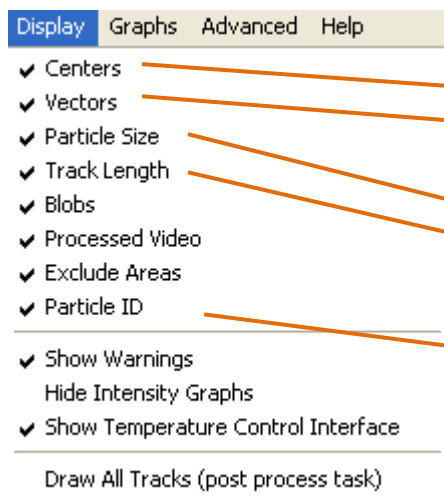 Display Graphs Advanced Help
Centers
Vectors
Particle Size
Track Length
Blobs
Processed Video
Exclude Areas
Particle ID
Show Warnings
Hide Intensity Graphs
Show Temperature Control Interface
Draw All Tracks (post process task)